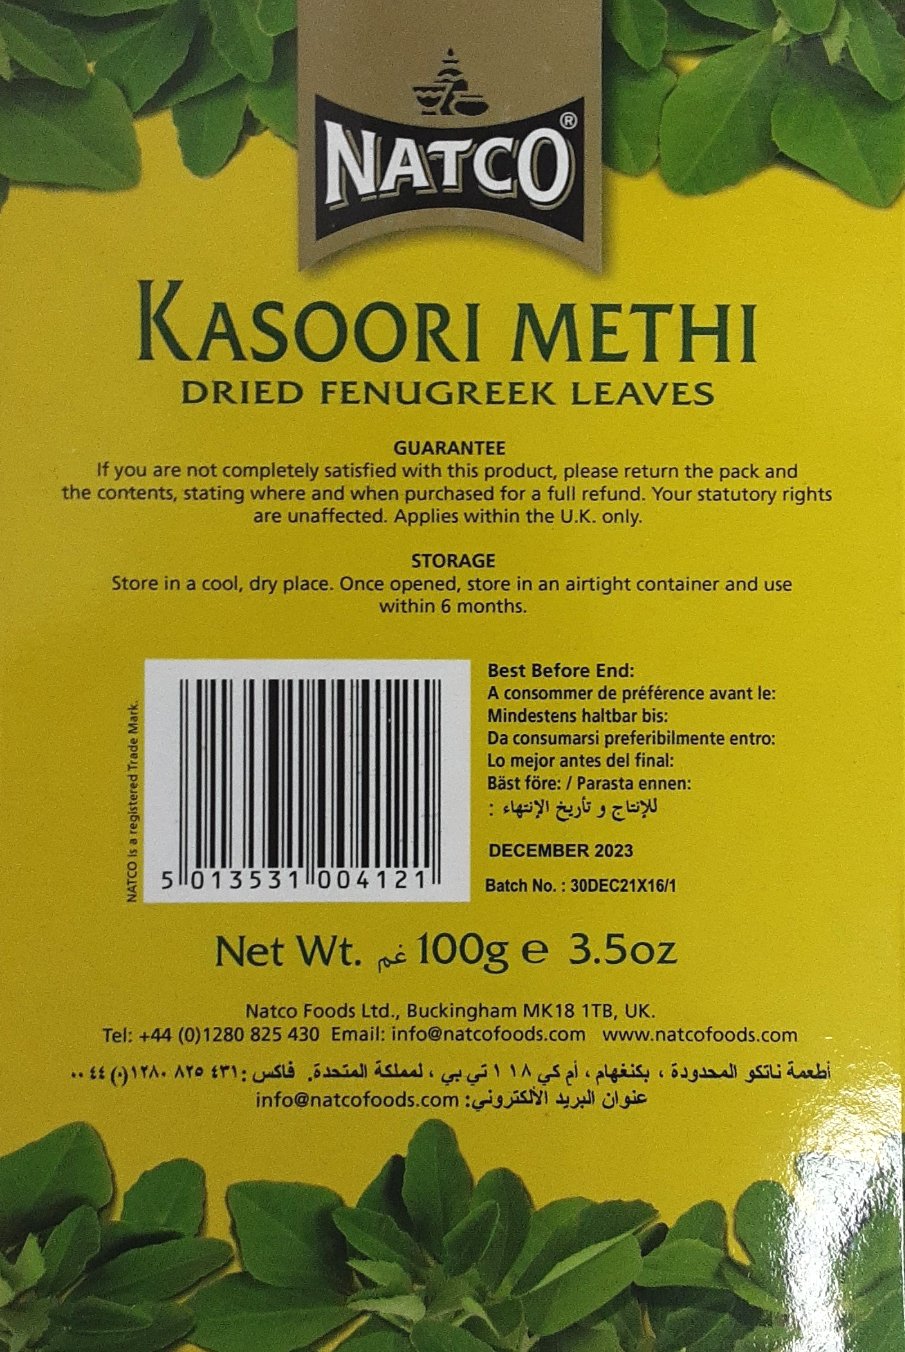 NATCO®
KASOORI METHI
DRIED FENUGREEK LEAVES
GUARANTEE
If you are not completely satisfied with this product, please return the pack and
the contents, stating where and when purchased for a full refund. Your statutory rights
are unaffected. Applies within the U.K. only.
STORAGE
Store in a cool, dry place. Once opened, store in an airtight container and use
within 6 months.
NATCO is a registered Trade Mark.
5 013531 004121
Best Before End:
A consommer de préférence avant le:
Mindestens haltbar bis:
Da consumarsi preferibilmente entro:
Lo mejor antes del final:
Bäst före: / Parasta ennen:
للإنتاج و تأريخ الإنتهاء :
DECEMBER 2023
Batch No. : 30DEC21X16/1
Net Wt. غم 100g e 3.5oz
Natco Foods Ltd., Buckingham MK18 1TB, UK.
Tel: +44 (0)1280 825 430 Email: info@natcofoods.com www.natcofoods.com
أطعمة ناتكو المحدودة ، بكنغهام ، أم كي ١٨ ١ تي بي ، لمملكة المتحدة. فاكس: ٤٣١ ٨٢٥ ١٢٨٠(٠) ٤٤ ٠٠
عنوان البريد الألكتروني: info@natcofoods.com